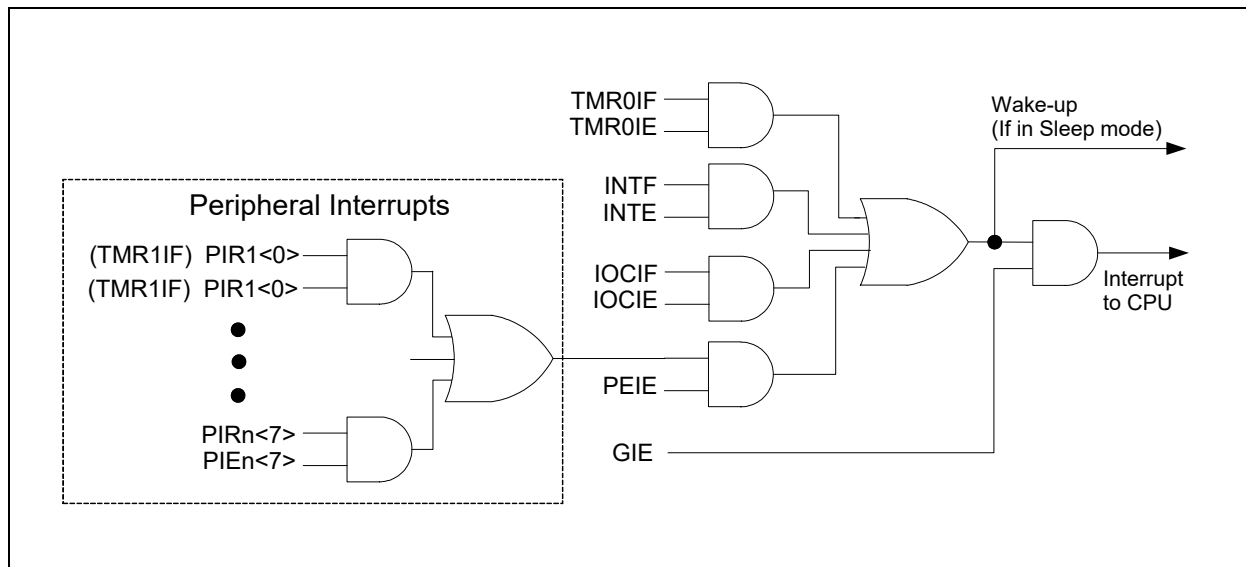 TMR0IF
TMR0IE
Wake-up
(If in Sleep mode)
INTF
INTE
Peripheral Interrupts
(TMR1IF) PIR1<0>
(TMR1IF) PIR1<0>
IOCIF
IOCIE
Interrupt
to CPU
PEIE
PIRn<7>
PIEn<7>
GIE